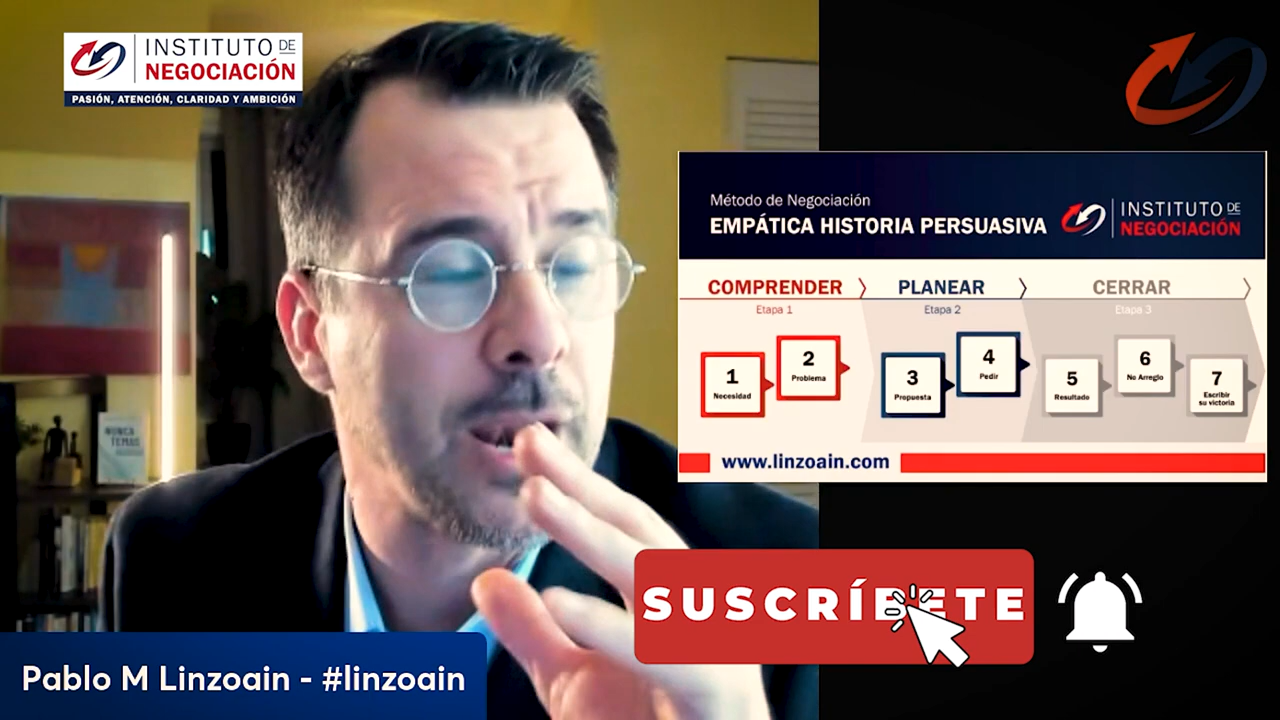 INSTITUTO DE
NEGOCIACIÓN
PASIÓN, ATENCIÓN, CLARIDAD Y AMBICIÓN
NUNCA
TEMAS
Método de Negociación
EMPÁTICA HISTORIA PERSUASIVA
INSTITUTO DE
NEGOCIACIÓN
COMPRENDER
PLANEAR
CERRAR
Etapa 1
Etapa 2
Etapa 3
1
Necesidad
2
Problema
3
Propuesta
4
Pedir
5
Resultado
6
No Arreglo
7
Escribir
su victoria
www.linzoain.com
SUSCRÍBETE
Pablo M Linzoain - #linzoain